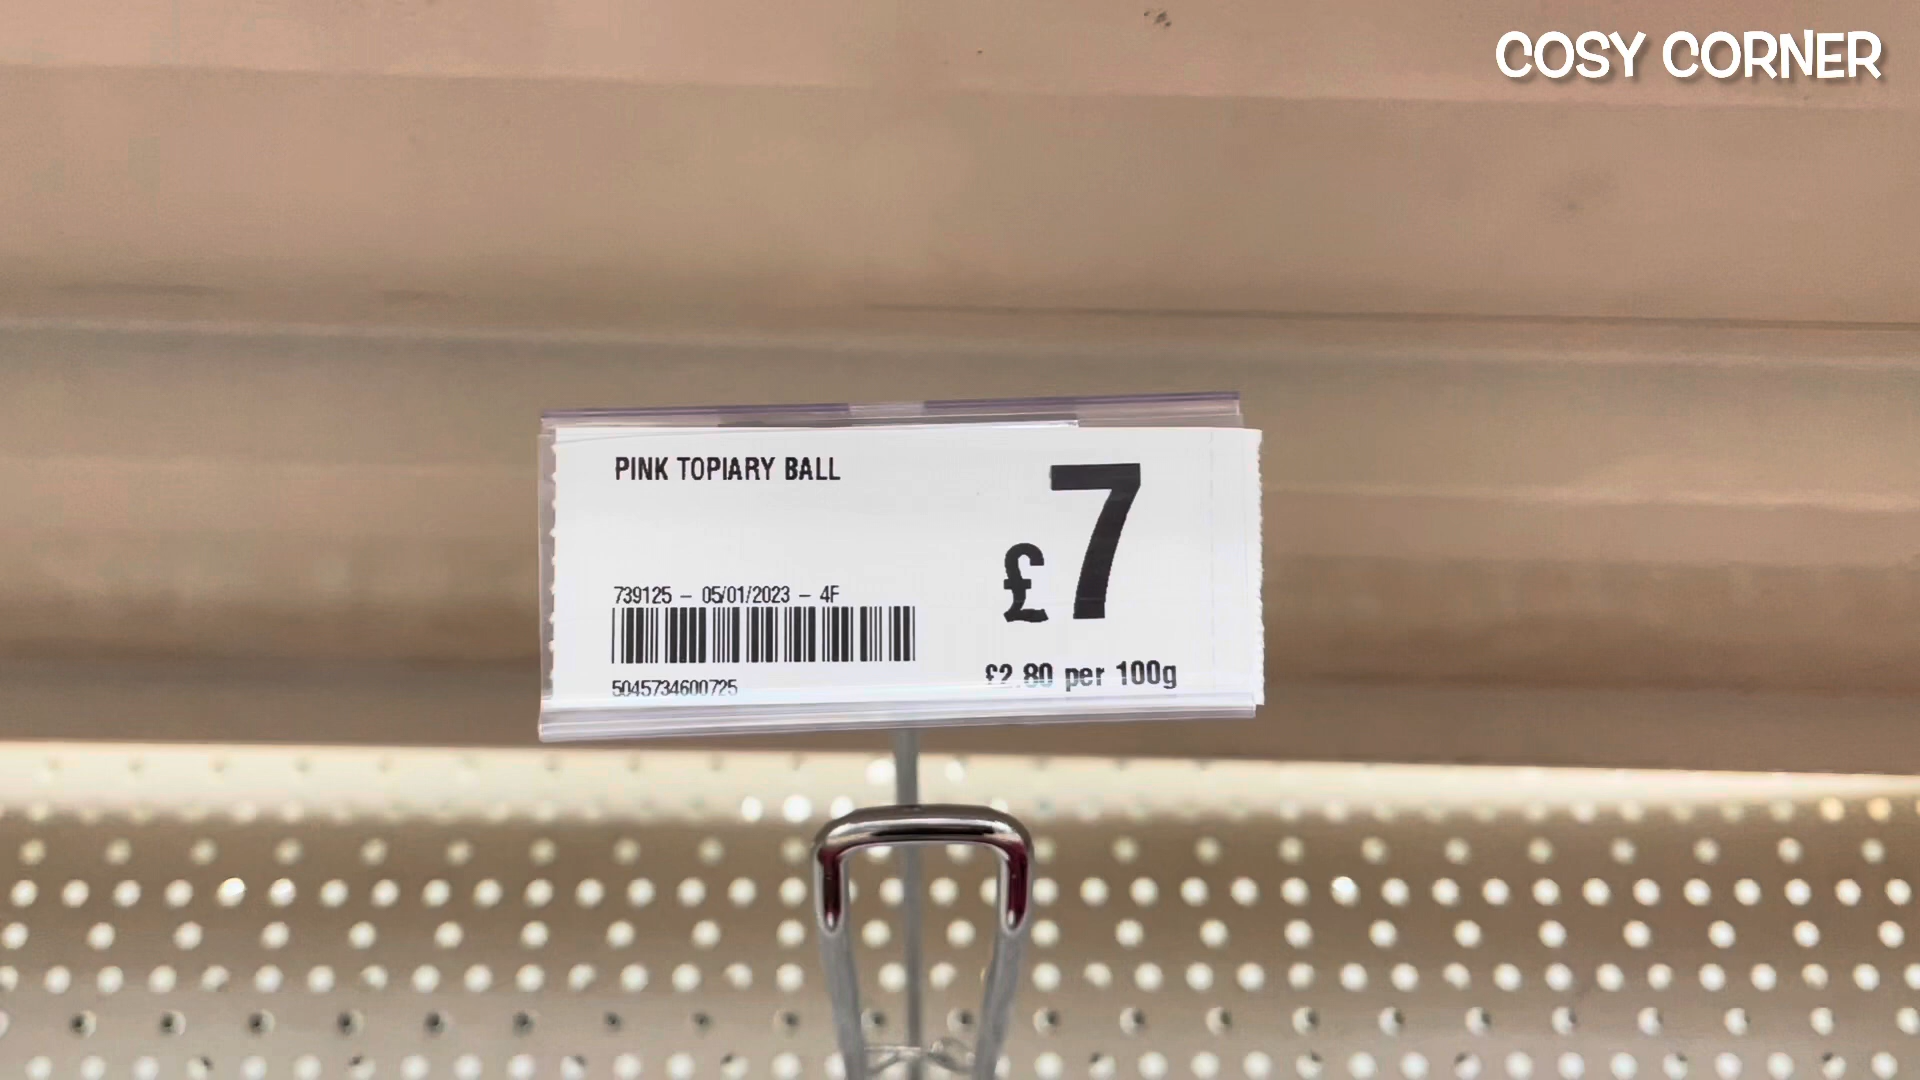 COSY CORNER
PINK TOPIARY BALL
£7
739125 – 05/01/2023 – 4F
5045734600725
£2.80 per 100g